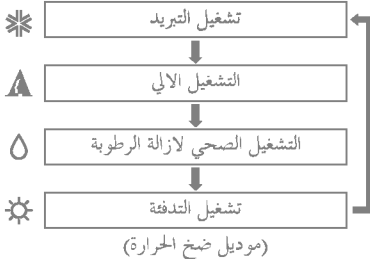 تشغيل التبريد
التشغيل الالي
التشغيل الصحي لازالة الرطوبة
تشغيل التدفئة
(موديل ضخ الحرارة)